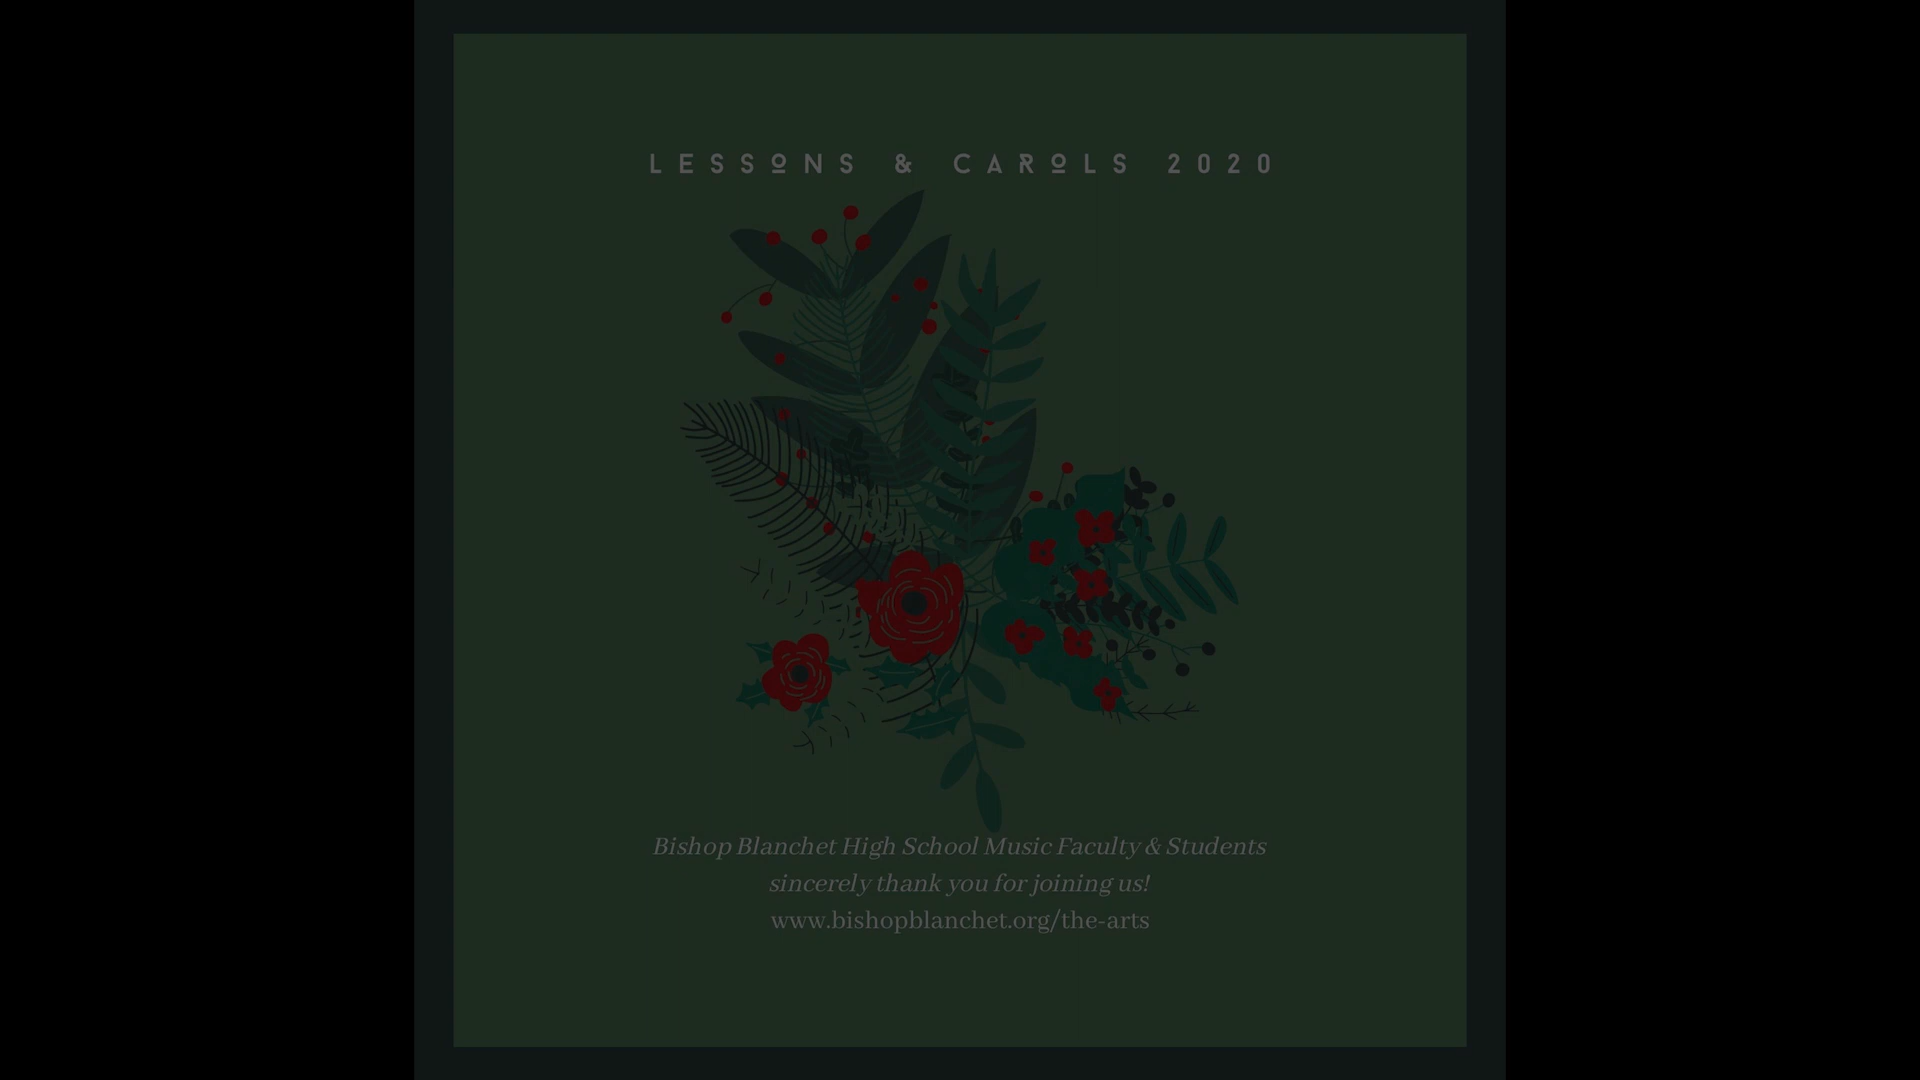 LESSONS & CAROLS 2020
Bishop Blanchet High School Music Faculty & Students
sincerely thank you for joining us!
www.bishopblanchet.org/the-arts